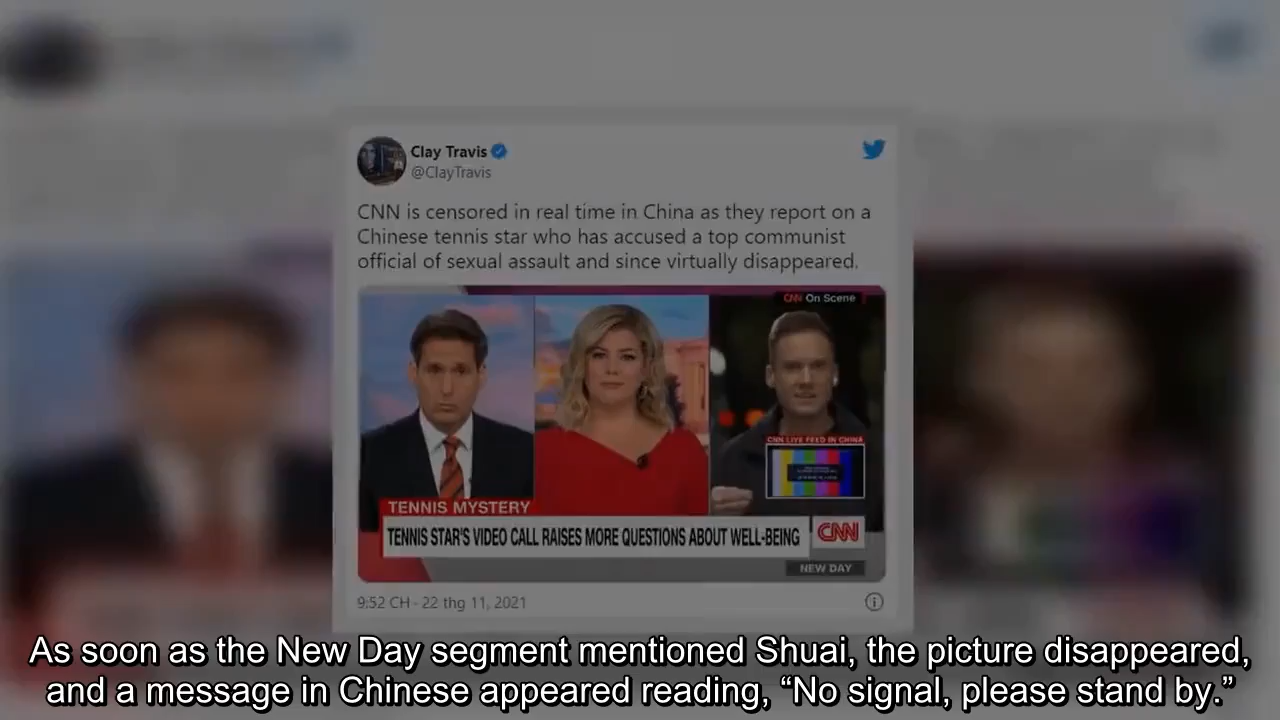 Clay Travis
@ClayTravis
CNN is censored in real time in China as they report on a
Chinese tennis star who has accused a top communist
official of sexual assault and since virtually disappeared.
CNN On Scene
CNN LIVE FEED IN CHINA
TENNIS MYSTERY
TENNIS STAR'S VIDEO CALL RAISES MORE QUESTIONS ABOUT WELL-BEING
CNN
NEW DAY
9:52 CH · 22 thg 11, 2021
As soon as the New Day segment mentioned Shuai, the picture disappeared,
and a message in Chinese appeared reading, “No signal, please stand by.”